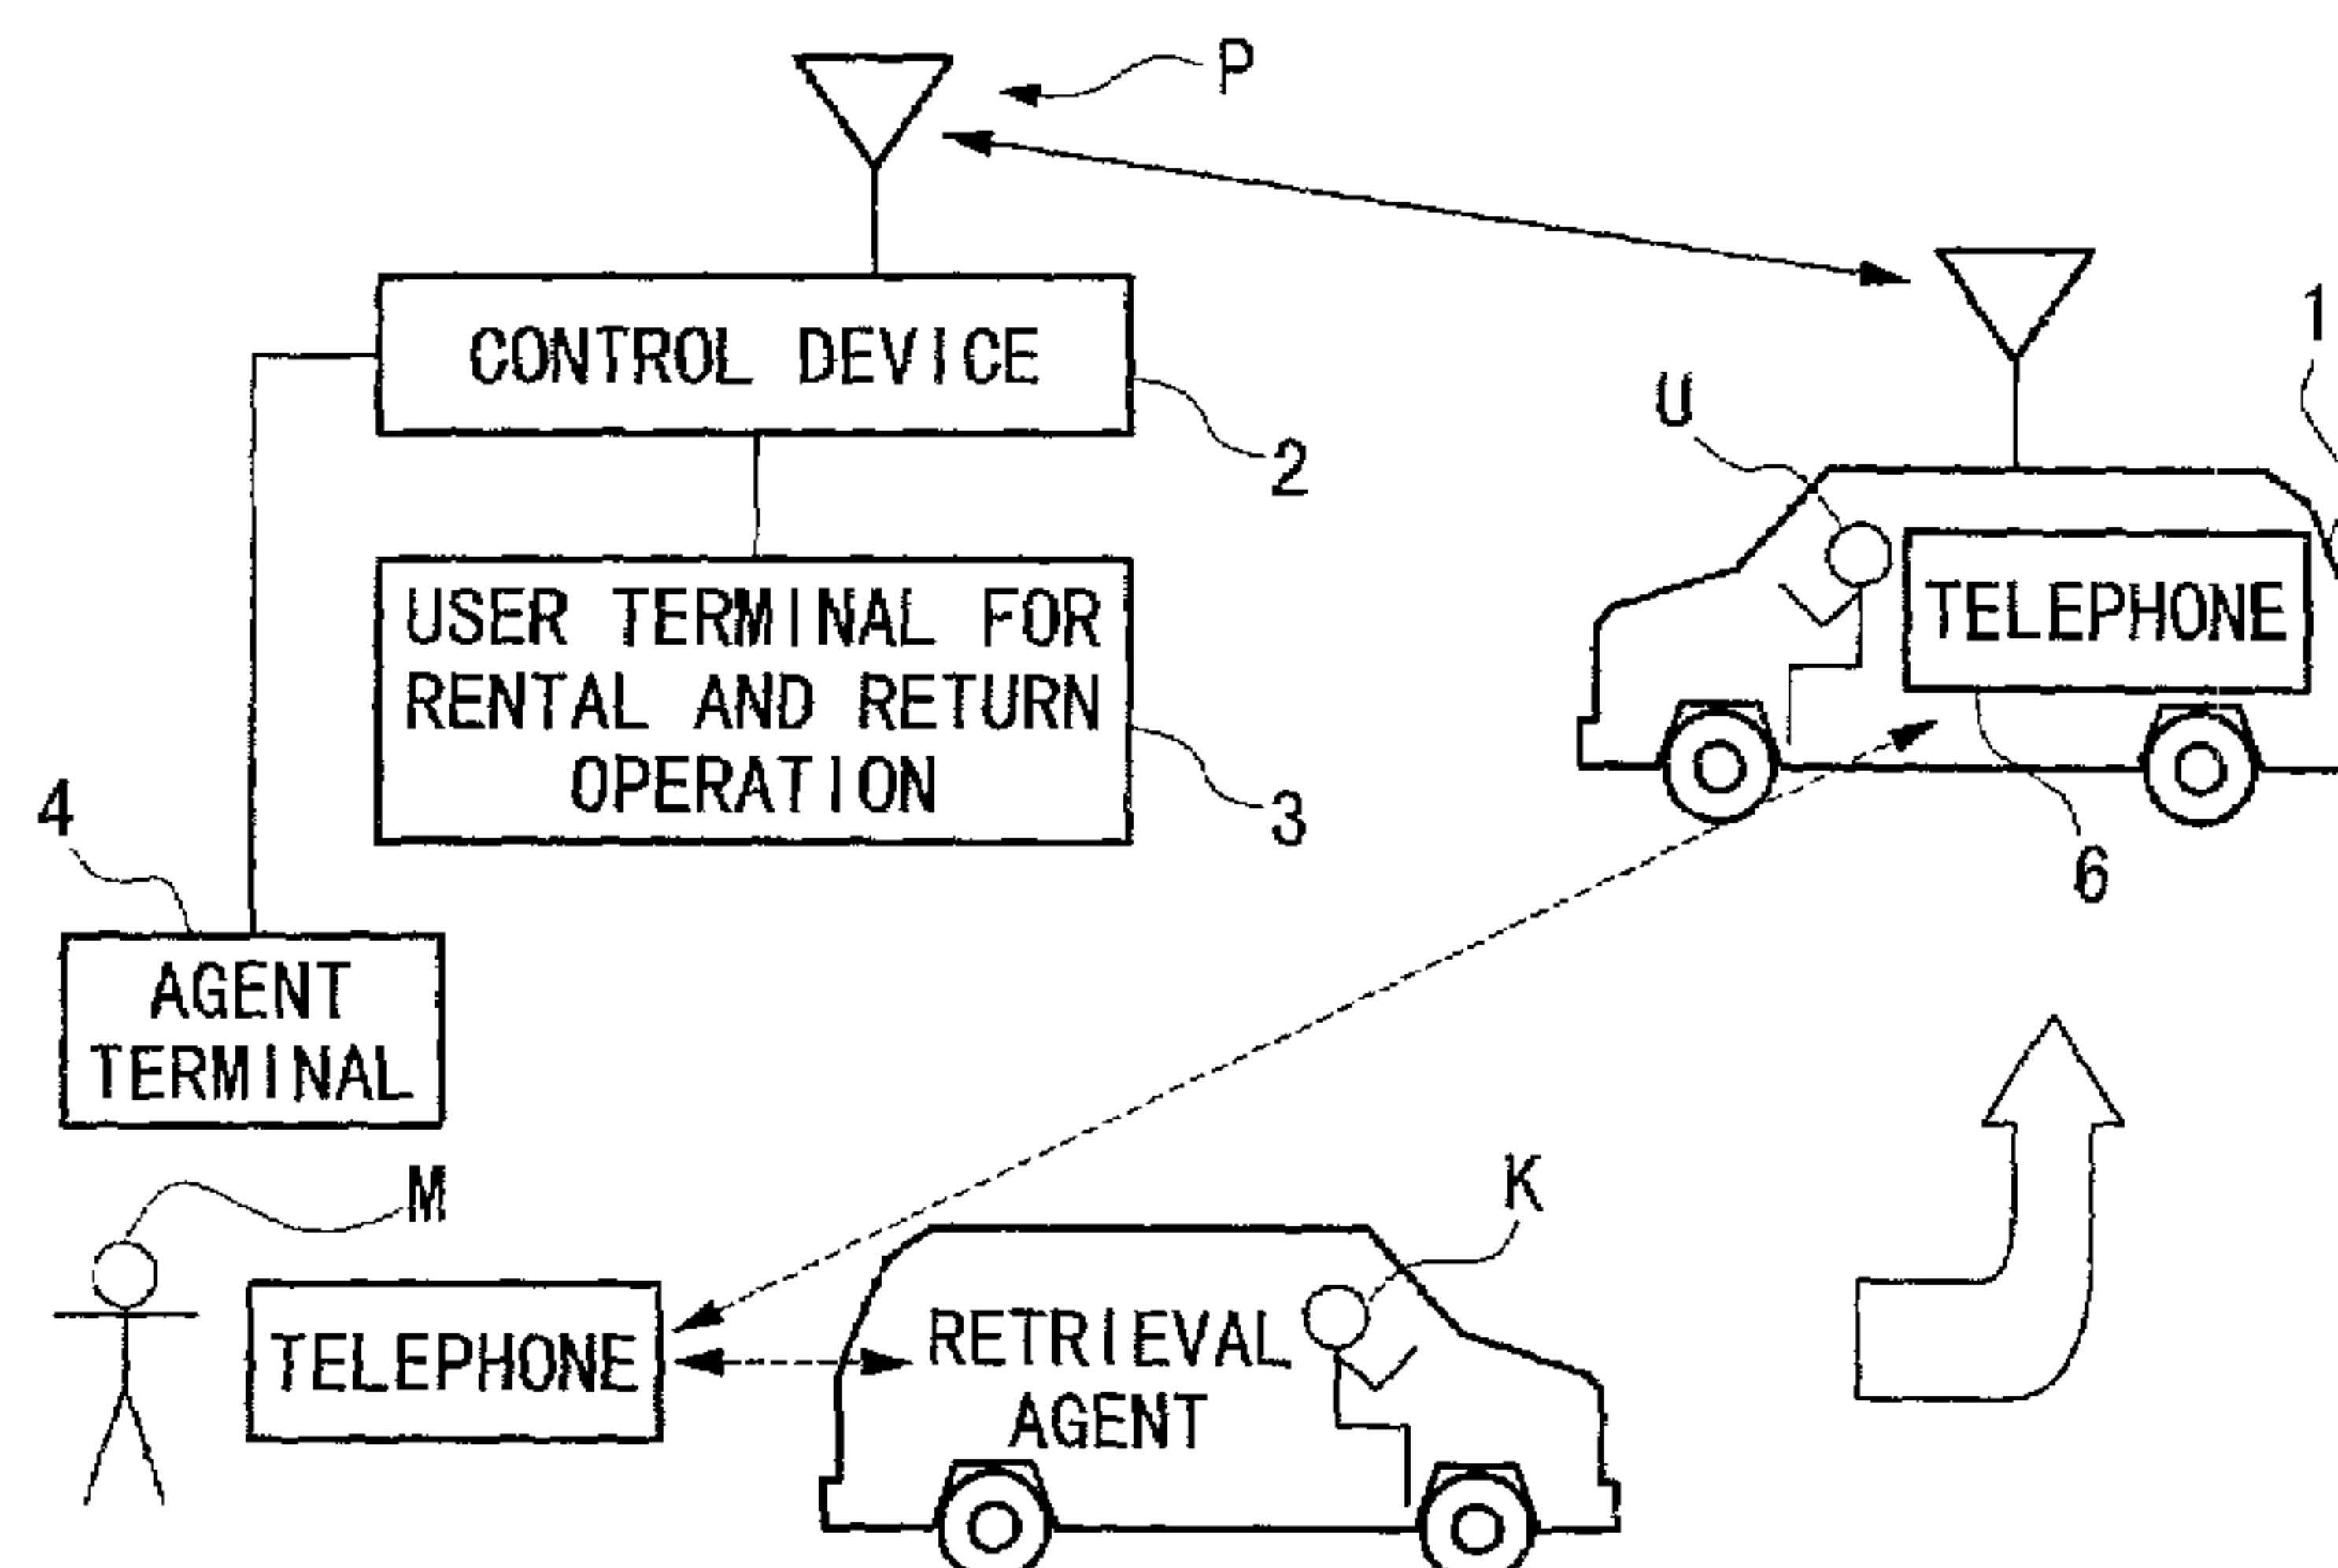 P
CONTROL DEVICE
2
1
U
USER TERMINAL FOR
RENTAL AND RETURN
OPERATION
3
TELEPHONE
6
4
AGENT
TERMINAL
M
K
TELEPHONE
RETRIEVAL
AGENT